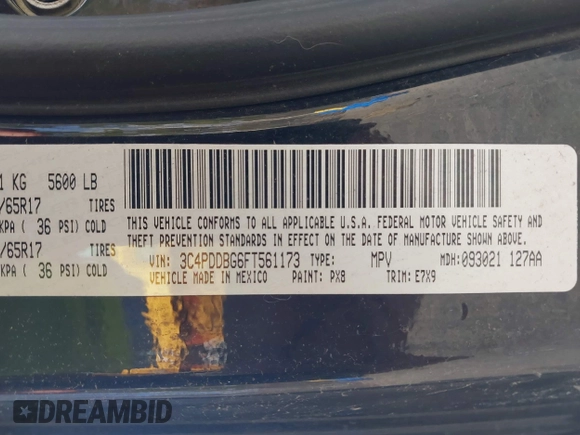 1 KG 5600 LB
/65R17 TIRES
KPA ( 36 PSI) COLD
/65R17 TIRES
KPA ( 36 PSI) COLD
THIS VEHICLE CONFORMS TO ALL APPLICABLE U.S.A. FEDERAL MOTOR VEHICLE SAFETY AND
THEFT PREVENTION STANDARDS IN EFFECT ON THE DATE OF MANUFACTURE SHOWN ABOVE.
VIN: 3C4PDDBG6FT561173 TYPE: MPV MDH: 093021 127AA
VEHICLE MADE IN MEXICO PAINT: PX8 TRIM: E7X9
DREAMBID